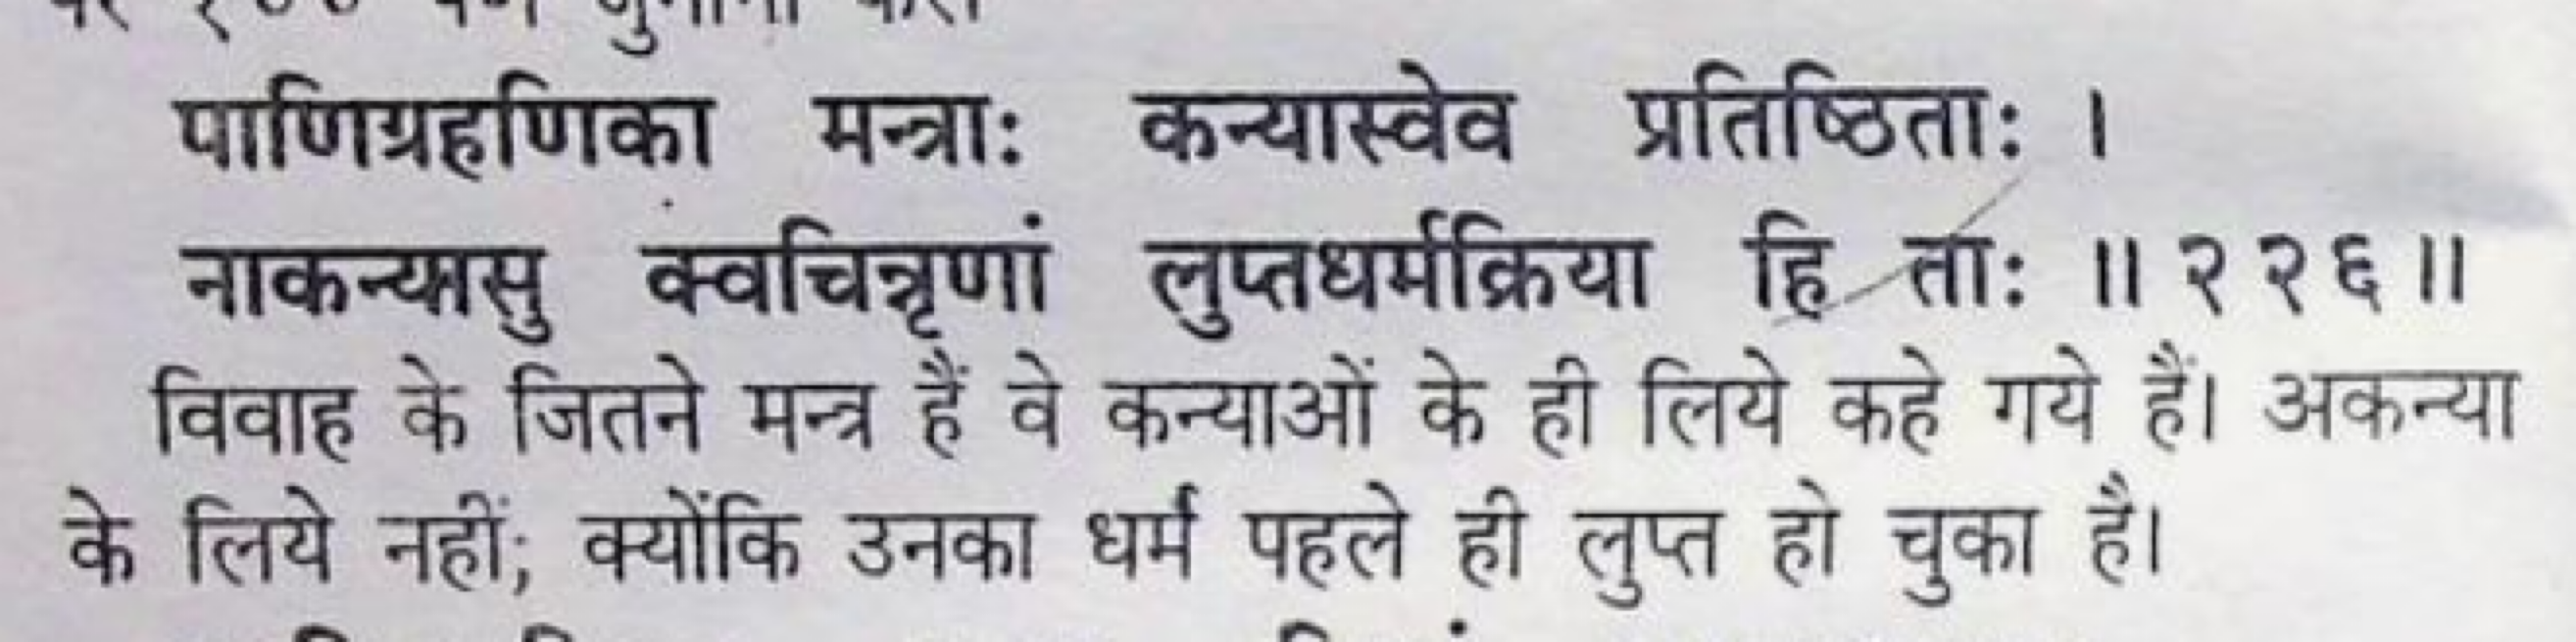 पाणिग्रहणिका मन्त्राः कन्यास्वेव प्रतिष्ठिताः ।
नाकन्यासु क्वचिन्नृणां लुप्तधर्मक्रिया हि ताः ॥२२६॥
विवाह के जितने मन्त्र हैं वे कन्याओं के ही लिये कहे गये हैं। अकन्या
के लिये नहीं; क्योंकि उनका धर्म पहले ही लुप्त हो चुका है।